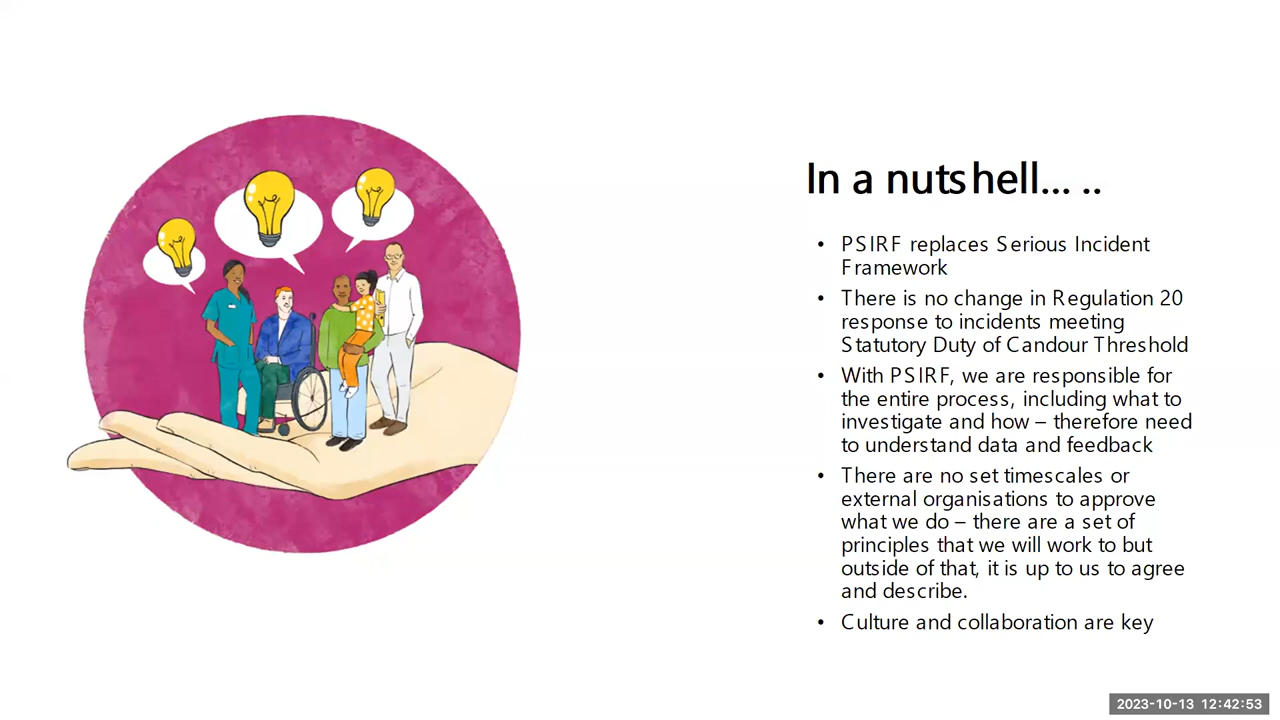 In a nutshell... ..
• PSIRF replaces Serious Incident
Framework
• There is no change in Regulation 20
response to incidents meeting
Statutory Duty of Candour Threshold
• With PSIRF, we are responsible for
the entire process, including what to
investigate and how – therefore need
to understand data and feedback
• There are no set timescales or
external organisations to approve
what we do – there are a set of
principles that we will work to but
outside of that, it is up to us to agree
and describe.
• Culture and collaboration are key
2023-10-13 12:42:53